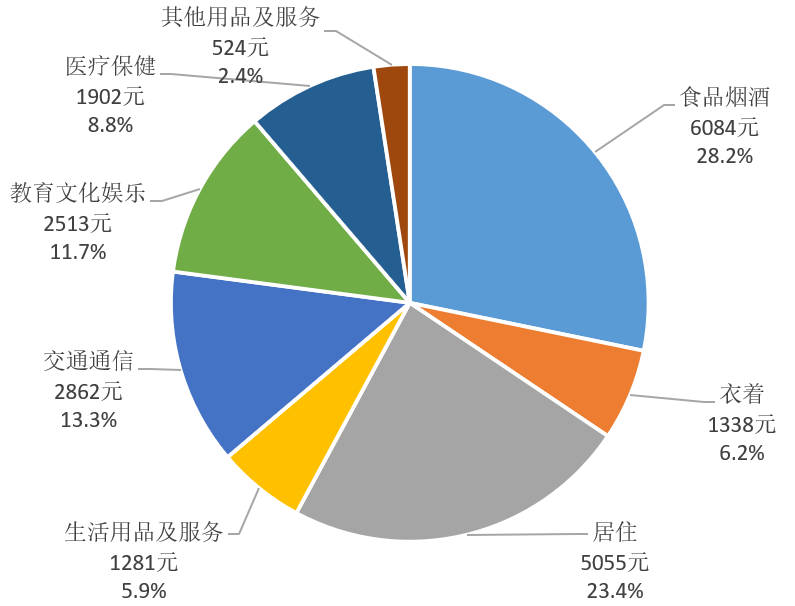 其他用品及服务
524元
2.4%
医疗保健
1902元
8.8%
食品烟酒
6084元
28.2%
教育文化娱乐
2513元
11.7%
交通通信
2862元
13.3%
衣着
1338元
6.2%
生活用品及服务
1281元
5.9%
居住
5055元
23.4%